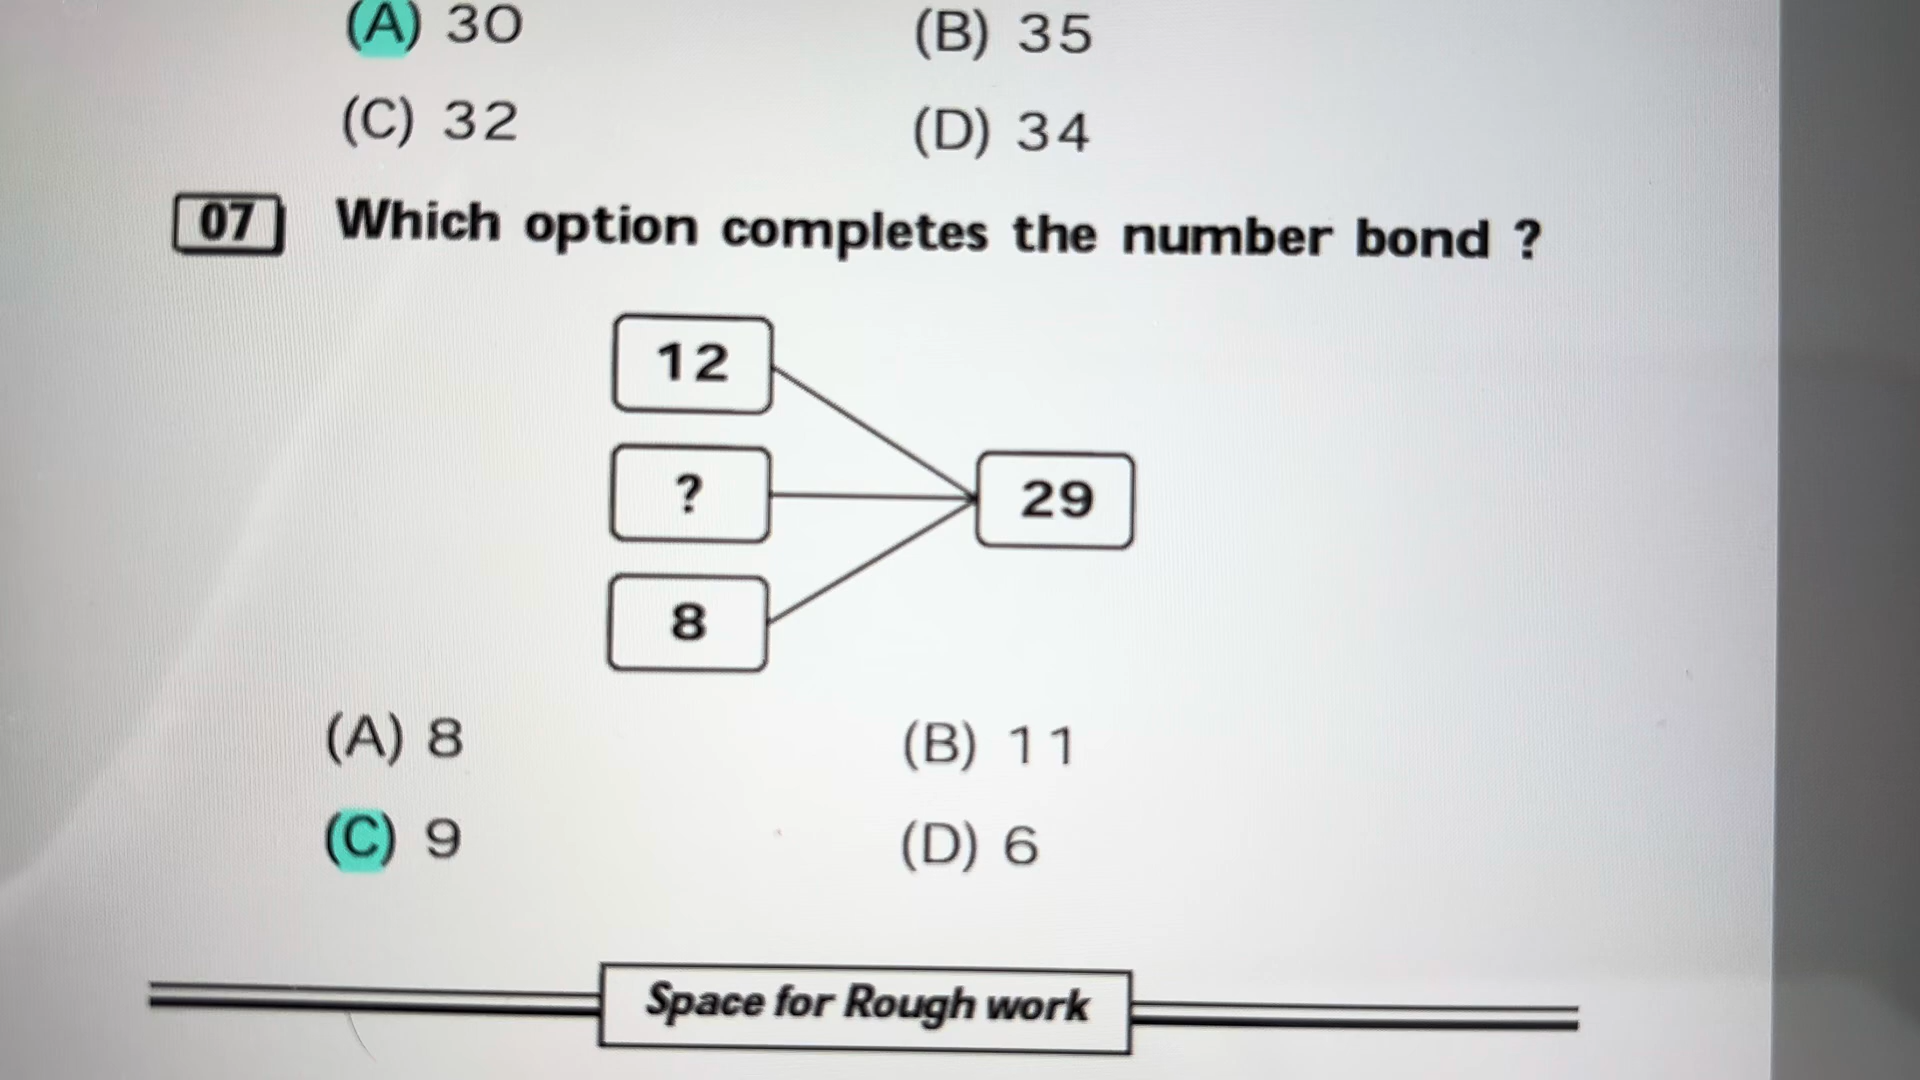 (A) 30 (B) 35
(C) 32 (D) 34
07 Which option completes the number bond ?
12
?
29
8
(A) 8 (B) 11
(C) 9 (D) 6
Space for Rough work